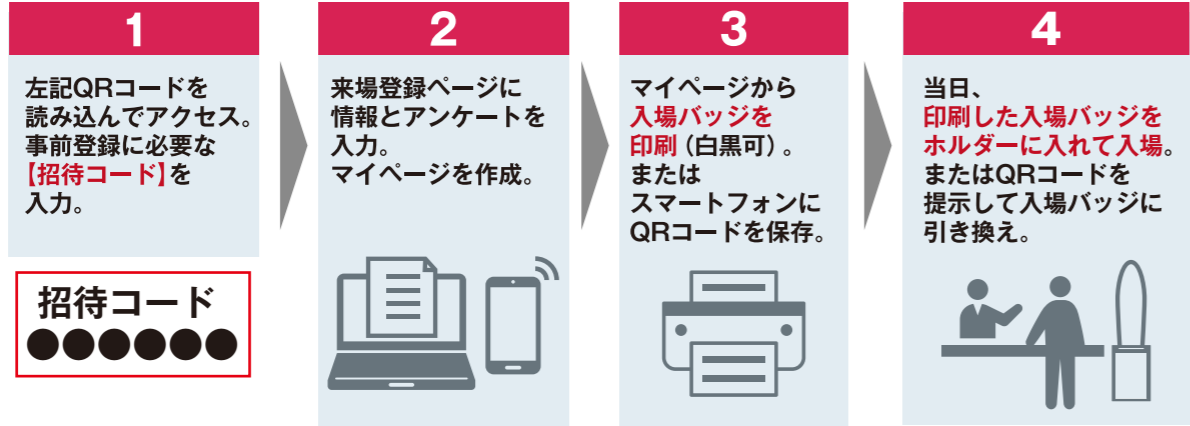 1
左記QRコードを
読み込んでアクセス。
事前登録に必要な
【招待コード】を
入力。
招待コード
●●●●●●
2
来場登録ページに
情報とアンケートを
入力。
マイページを作成。
3
マイページから
入場バッジを
印刷（白黒可）。
または
スマートフォンに
QRコードを保存。
4
当日、
印刷した入場バッジを
ホルダーに入れて入場。
またはQRコードを
提示して入場バッジに
引き換え。